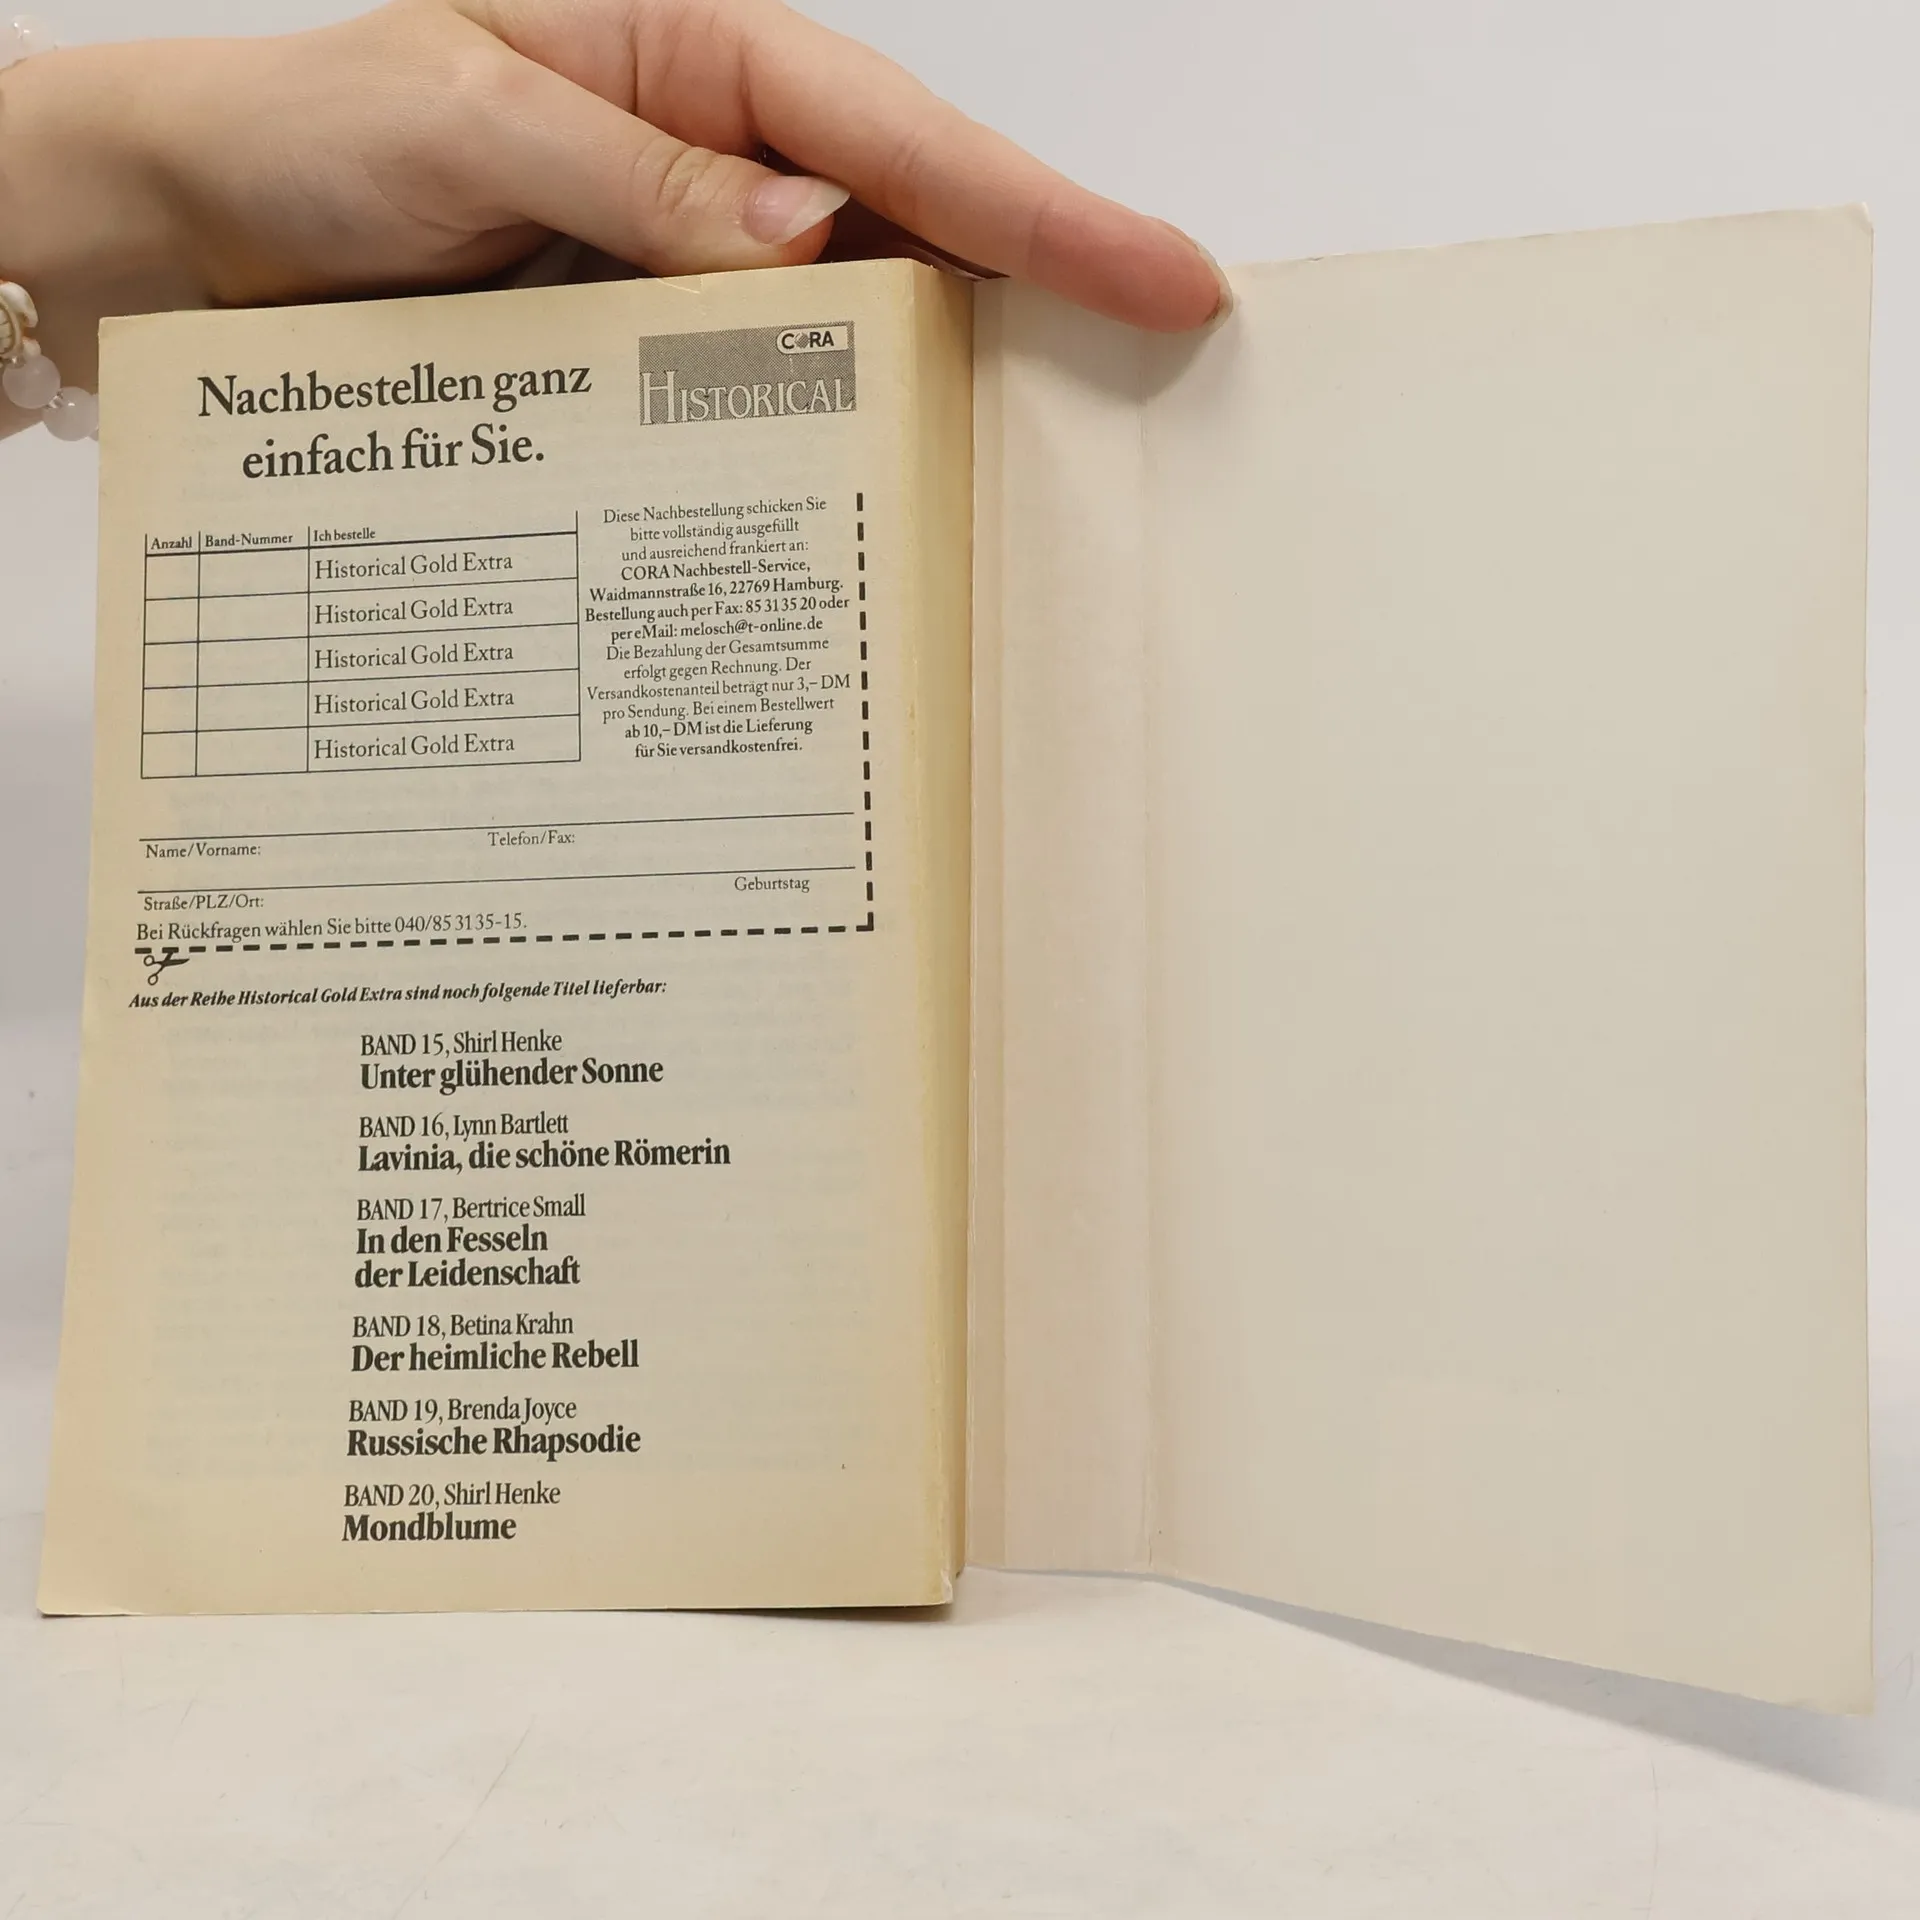 Nachbestellen ganz
einfach für Sie.
CORA
HISTORICAL
Anzahl Band-Nummer Ich bestelle
Historical Gold Extra
Historical Gold Extra
Historical Gold Extra
Historical Gold Extra
Historical Gold Extra
Diese Nachbestellung schicken Sie
bitte vollständig ausgefüllt
und ausreichend frankiert an:
CORA Nachbestell-Service,
Waidmannstraße 16, 22769 Hamburg.
Bestellung auch per Fax: 85 31 35 20 oder
per eMail: melosch@t-online.de
Die Bezahlung der Gesamtsumme
erfolgt gegen Rechnung. Der
Versandkostenanteil beträgt nur 3,– DM
pro Sendung. Bei einem Bestellwert
ab 10,– DM ist die Lieferung
für Sie versandkostenfrei.
Name/Vorname: Telefon/Fax:
Straße/PLZ/Ort: Geburtstag
Bei Rückfragen wählen Sie bitte 040/85 31 35-15.
Aus der Reihe Historical Gold Extra sind noch folgende Titel lieferbar:
BAND 15, Shirl Henke
Unter glühender Sonne
BAND 16, Lynn Bartlett
Lavinia, die schöne Römerin
BAND 17, Bertrice Small
In den Fesseln
der Leidenschaft
BAND 18, Betina Krahn
Der heimliche Rebell
BAND 19, Brenda Joyce
Russische Rhapsodie
BAND 20, Shirl Henke
Mondblume